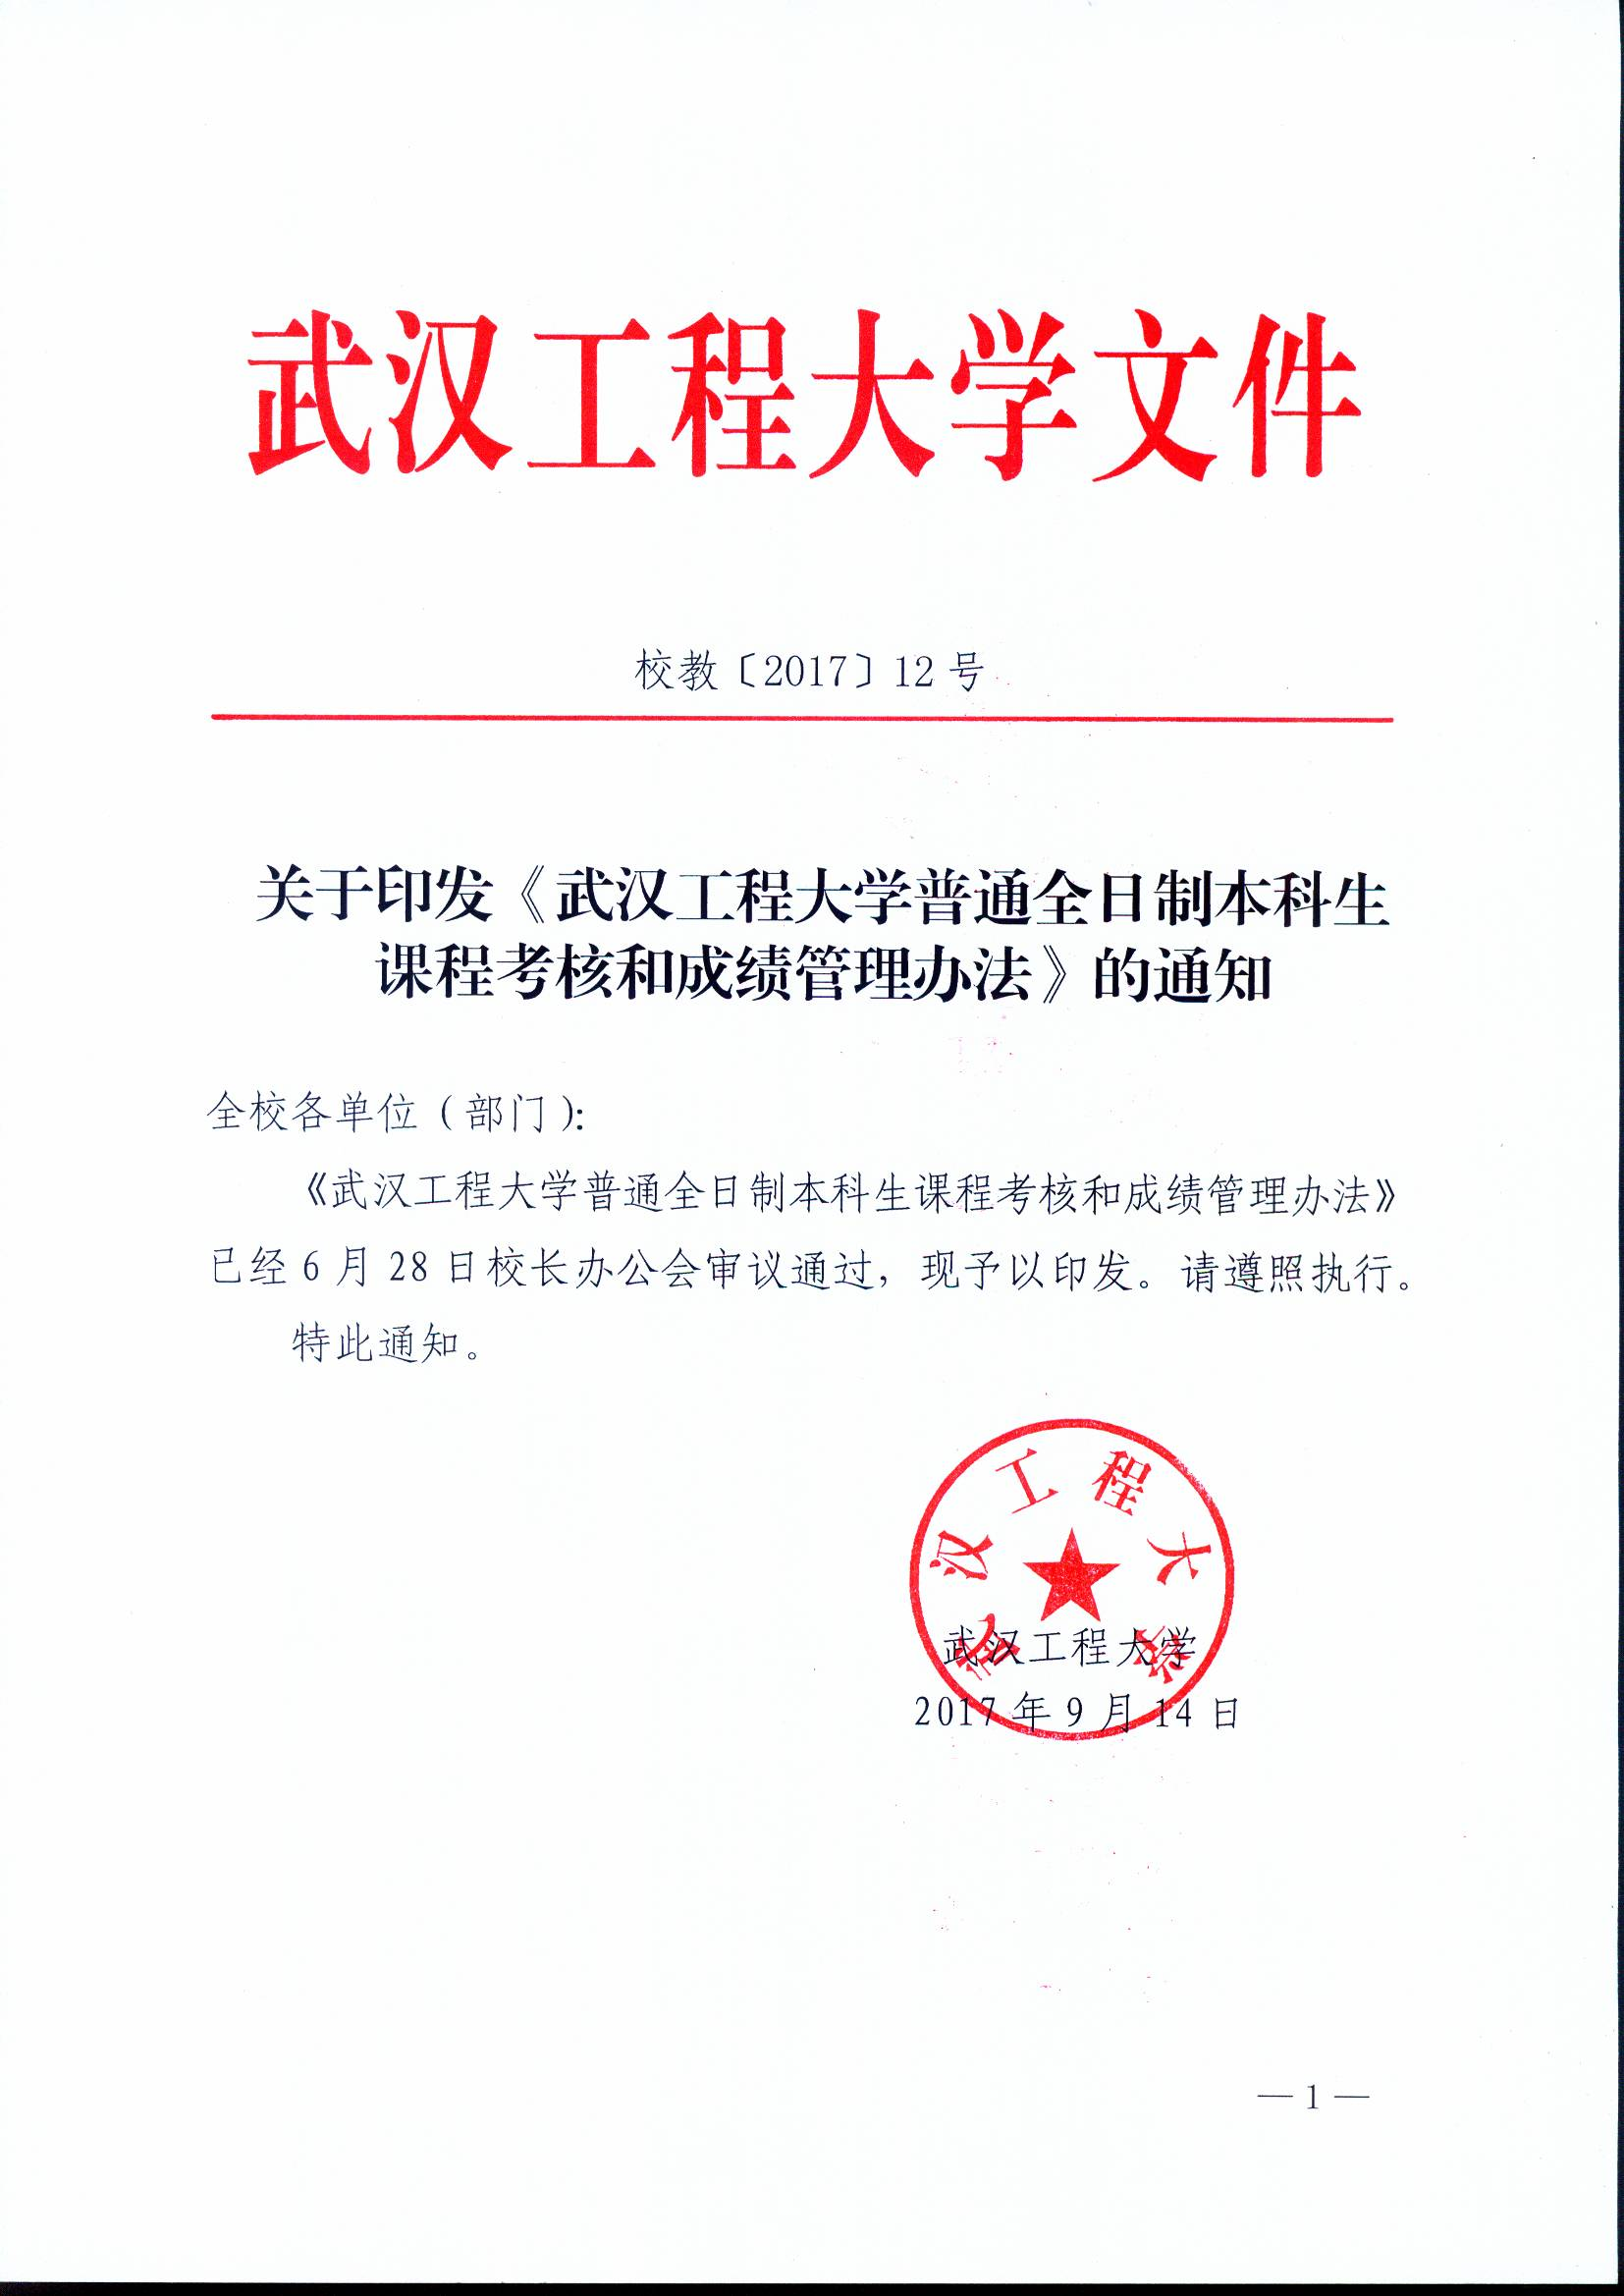 武汉工程大学文件
校教〔2017〕12号
关于印发《武汉工程大学普通全日制本科生
课程考核和成绩管理办法》的通知
全校各单位（部门）：
《武汉工程大学普通全日制本科生课程考核和成绩管理办法》
已经6月28日校长办公会审议通过，现予以印发。请遵照执行。
特此通知。
武汉工程大学
武汉工程大学
2017年9月14日
—1—